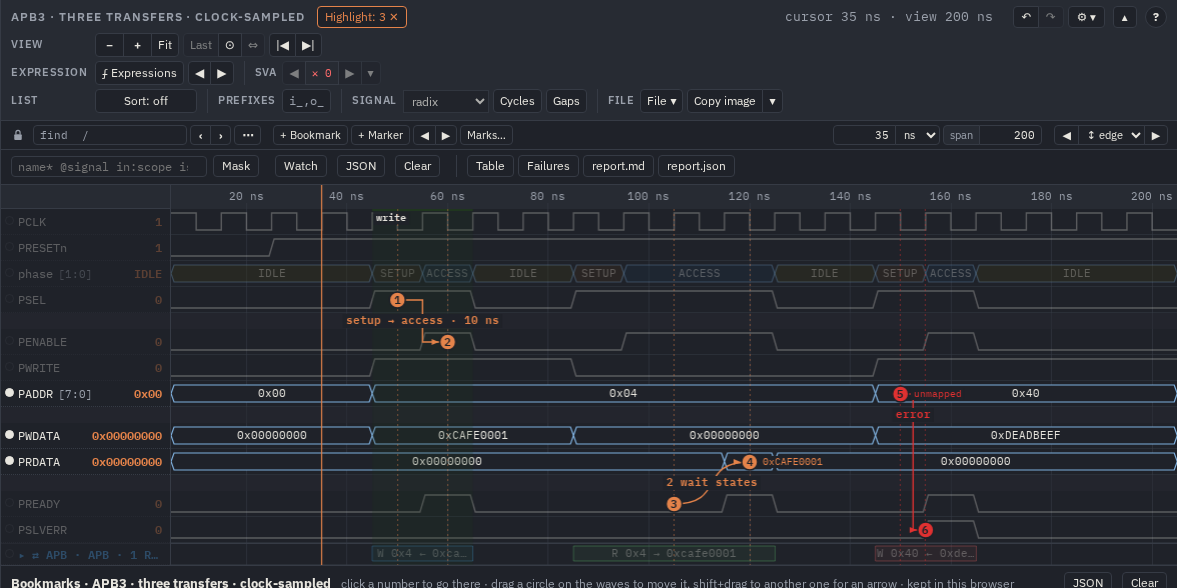 APB3 · THREE TRANSFERS · CLOCK-SAMPLED Highlight: 3 × cursor 35 ns · view 200 ns ↶ ↷ ⚙ ▾ ▲ ?
VIEW − + Fit Last ⊙ ⇔ |◀ ▶|
EXPRESSION ⨍ Expressions ◀ ▶ SVA ◀ × 0 ▶ ▾
LIST Sort: off PREFIXES i_,o_ SIGNAL radix Cycles Gaps FILE File ▾ Copy image ▾
find / ‹ › ⋯ + Bookmark + Marker ◀ ▶ Marks… 35 ns span 200 ◀ ↕ edge ▶
name* @signal in:scope Mask Watch JSON Clear Table Failures report.md report.json
20 ns 40 ns 60 ns 80 ns 100 ns 120 ns 140 ns 160 ns 180 ns 200 ns
PCLK 1 write
PRESETn 1
phase [1:0] IDLE IDLE SETUP ACCESS IDLE SETUP ACCESS IDLE SETUP ACCESS IDLE
PSEL 0 1
setup → access · 10 ns
PENABLE 0 2
PWRITE 0
PADDR [7:0] 0x00 0x00 0x04 5 unmapped 0x40
error
PWDATA 0x00000000 0x00000000 0xCAFE0001 0x00000000 0xDEADBEEF
PRDATA 0x00000000 0x00000000 4 0xCAFE0001 0x00000000
2 wait states
PREADY 0 3
PSLVERR 0 6
▸ ⇄ APB · APB · 1 R… W 0x4 ← 0xca… R 0x4 → 0xcafe0001 W 0x40 ← 0xde…
Bookmarks · APB3 · three transfers · clock-sampled click a number to go there · drag a circle on the waves to move it, shift+drag to another one for an arrow · kept in this browser JSON Clear